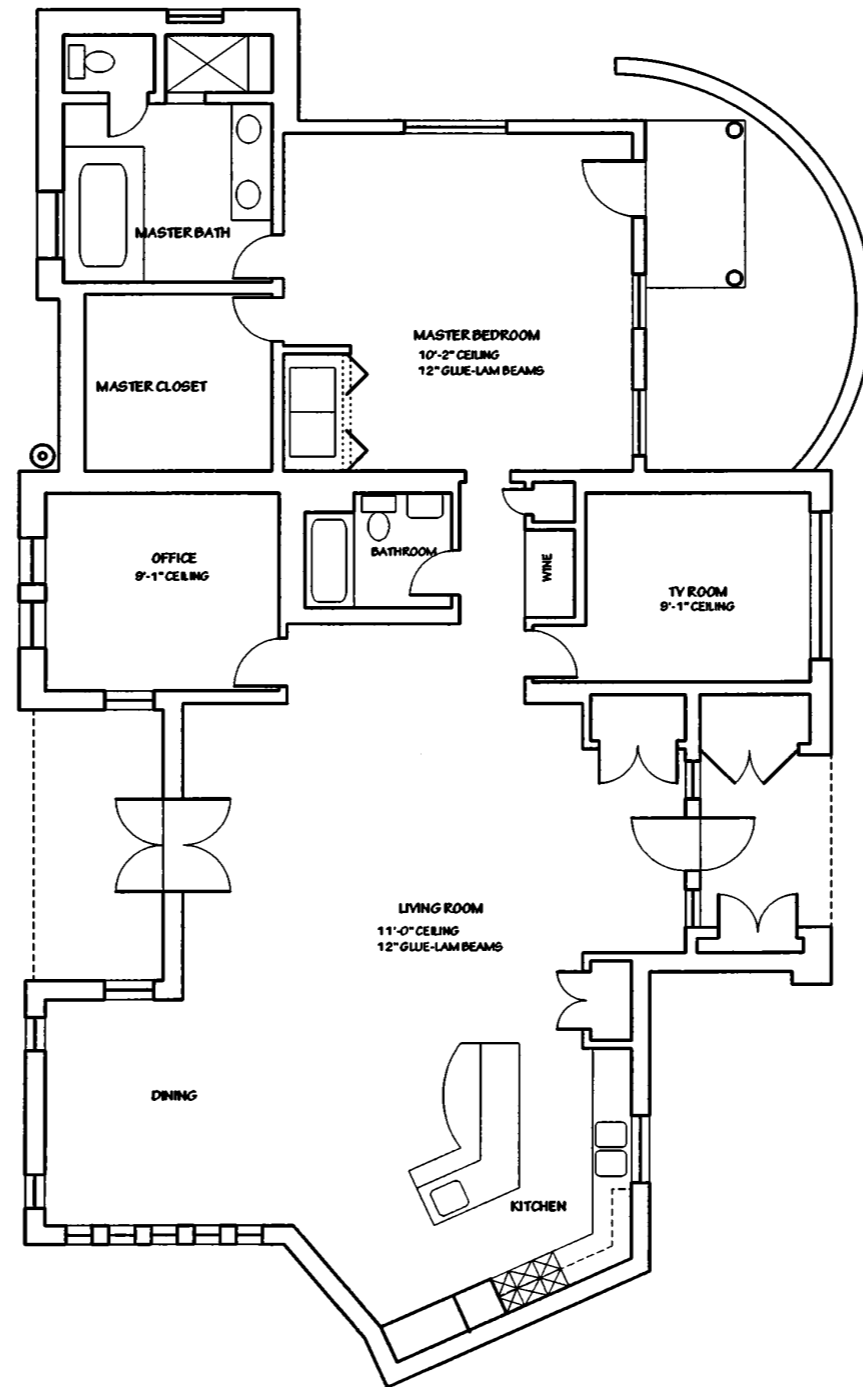 MASTER BATH
MASTER BEDROOM
10'-2" CEILING
12" GLUE-LAM BEAMS
MASTER CLOSET
OFFICE
9'-1" CEILING
BATHROOM
WINE
TV ROOM
9'-1" CEILING
LIVING ROOM
11'-0" CEILING
12" GLUE-LAM BEAMS
DINING
KITCHEN